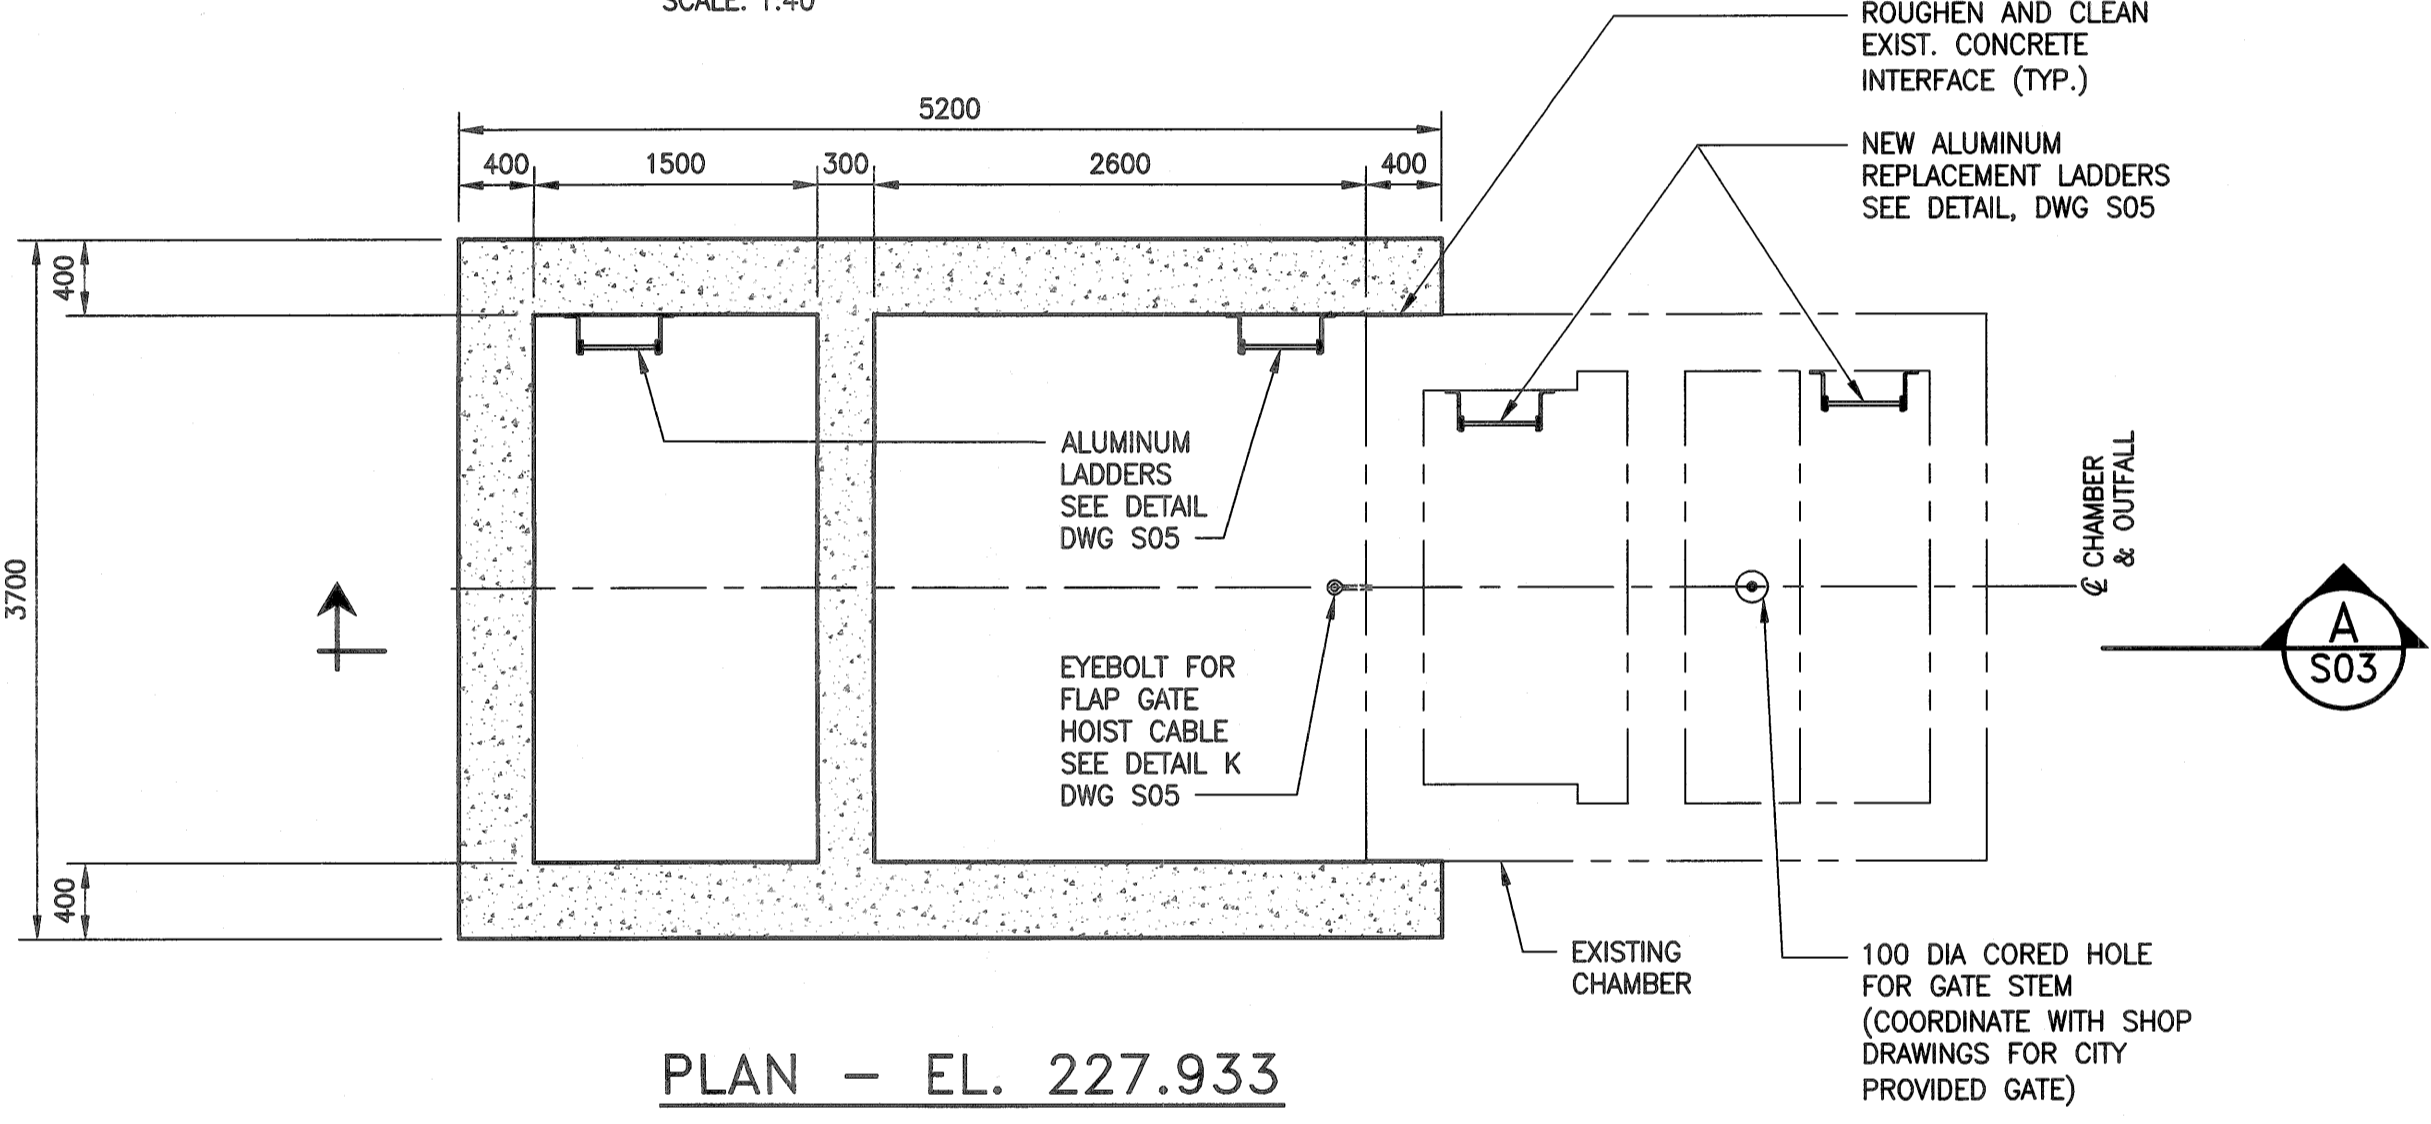 SCALE: 1:40
ROUGHEN AND CLEAN
EXIST. CONCRETE
INTERFACE (TYP.)
5200
400
1500
300
2600
400
NEW ALUMINUM
REPLACEMENT LADDERS
SEE DETAIL, DWG S05
400
3700
400
ALUMINUM
LADDERS
SEE DETAIL
DWG S05
℄ CHAMBER
& OUTFALL
A
S03
EYEBOLT FOR
FLAP GATE
HOIST CABLE
SEE DETAIL K
DWG S05
EXISTING
CHAMBER
100 DIA CORED HOLE
FOR GATE STEM
(COORDINATE WITH SHOP
DRAWINGS FOR CITY
PROVIDED GATE)
PLAN - EL. 227.933